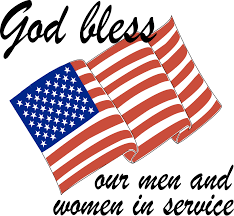 God bless
our men and
women in service